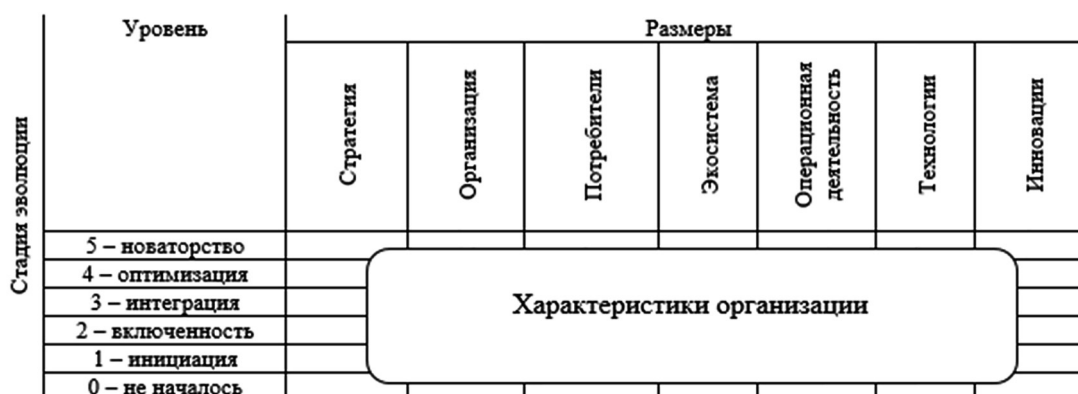 Уровень
Размеры
Стадия эволюции
Стратегия
Организация
Потребители
Экосистема
Операционная
деятельность
Технологии
Инновации
5 – новаторство
4 – оптимизация
3 – интеграция
2 – включенность
1 – инициация
0 – не началось
Характеристики организации